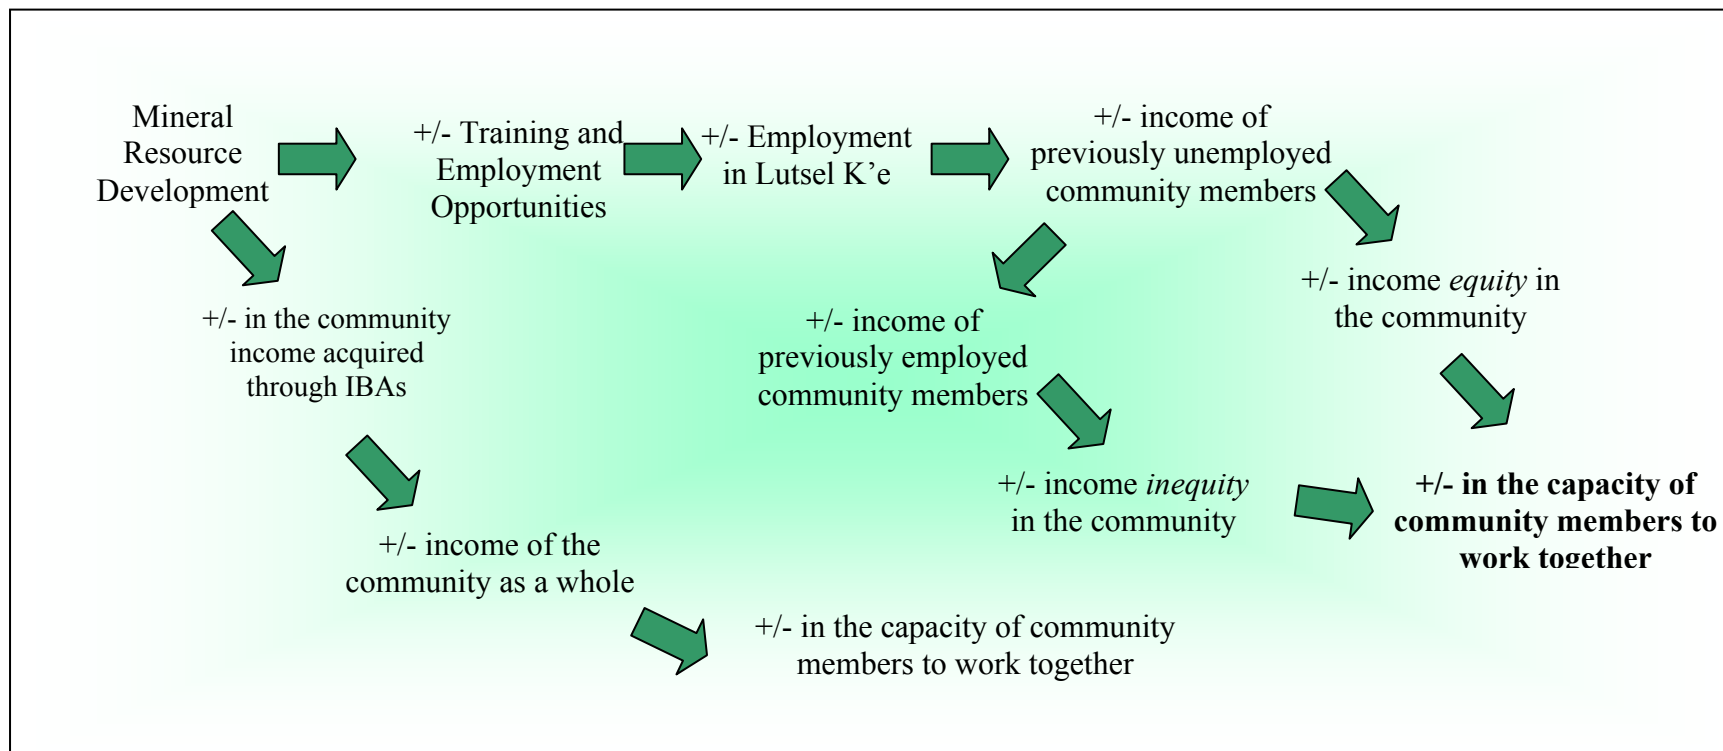 Mineral
Resource
Development
+/- Training and
Employment
Opportunities
+/- Employment
in Lutsel K’e
+/- income of
previously unemployed
community members
+/- income equity in
the community
+/- in the community
income acquired
through IBAs
+/- income of
previously employed
community members
+/- income inequity
in the community
+/- in the capacity of
community members to
work together
+/- income of the
community as a whole
+/- in the capacity of community
members to work together